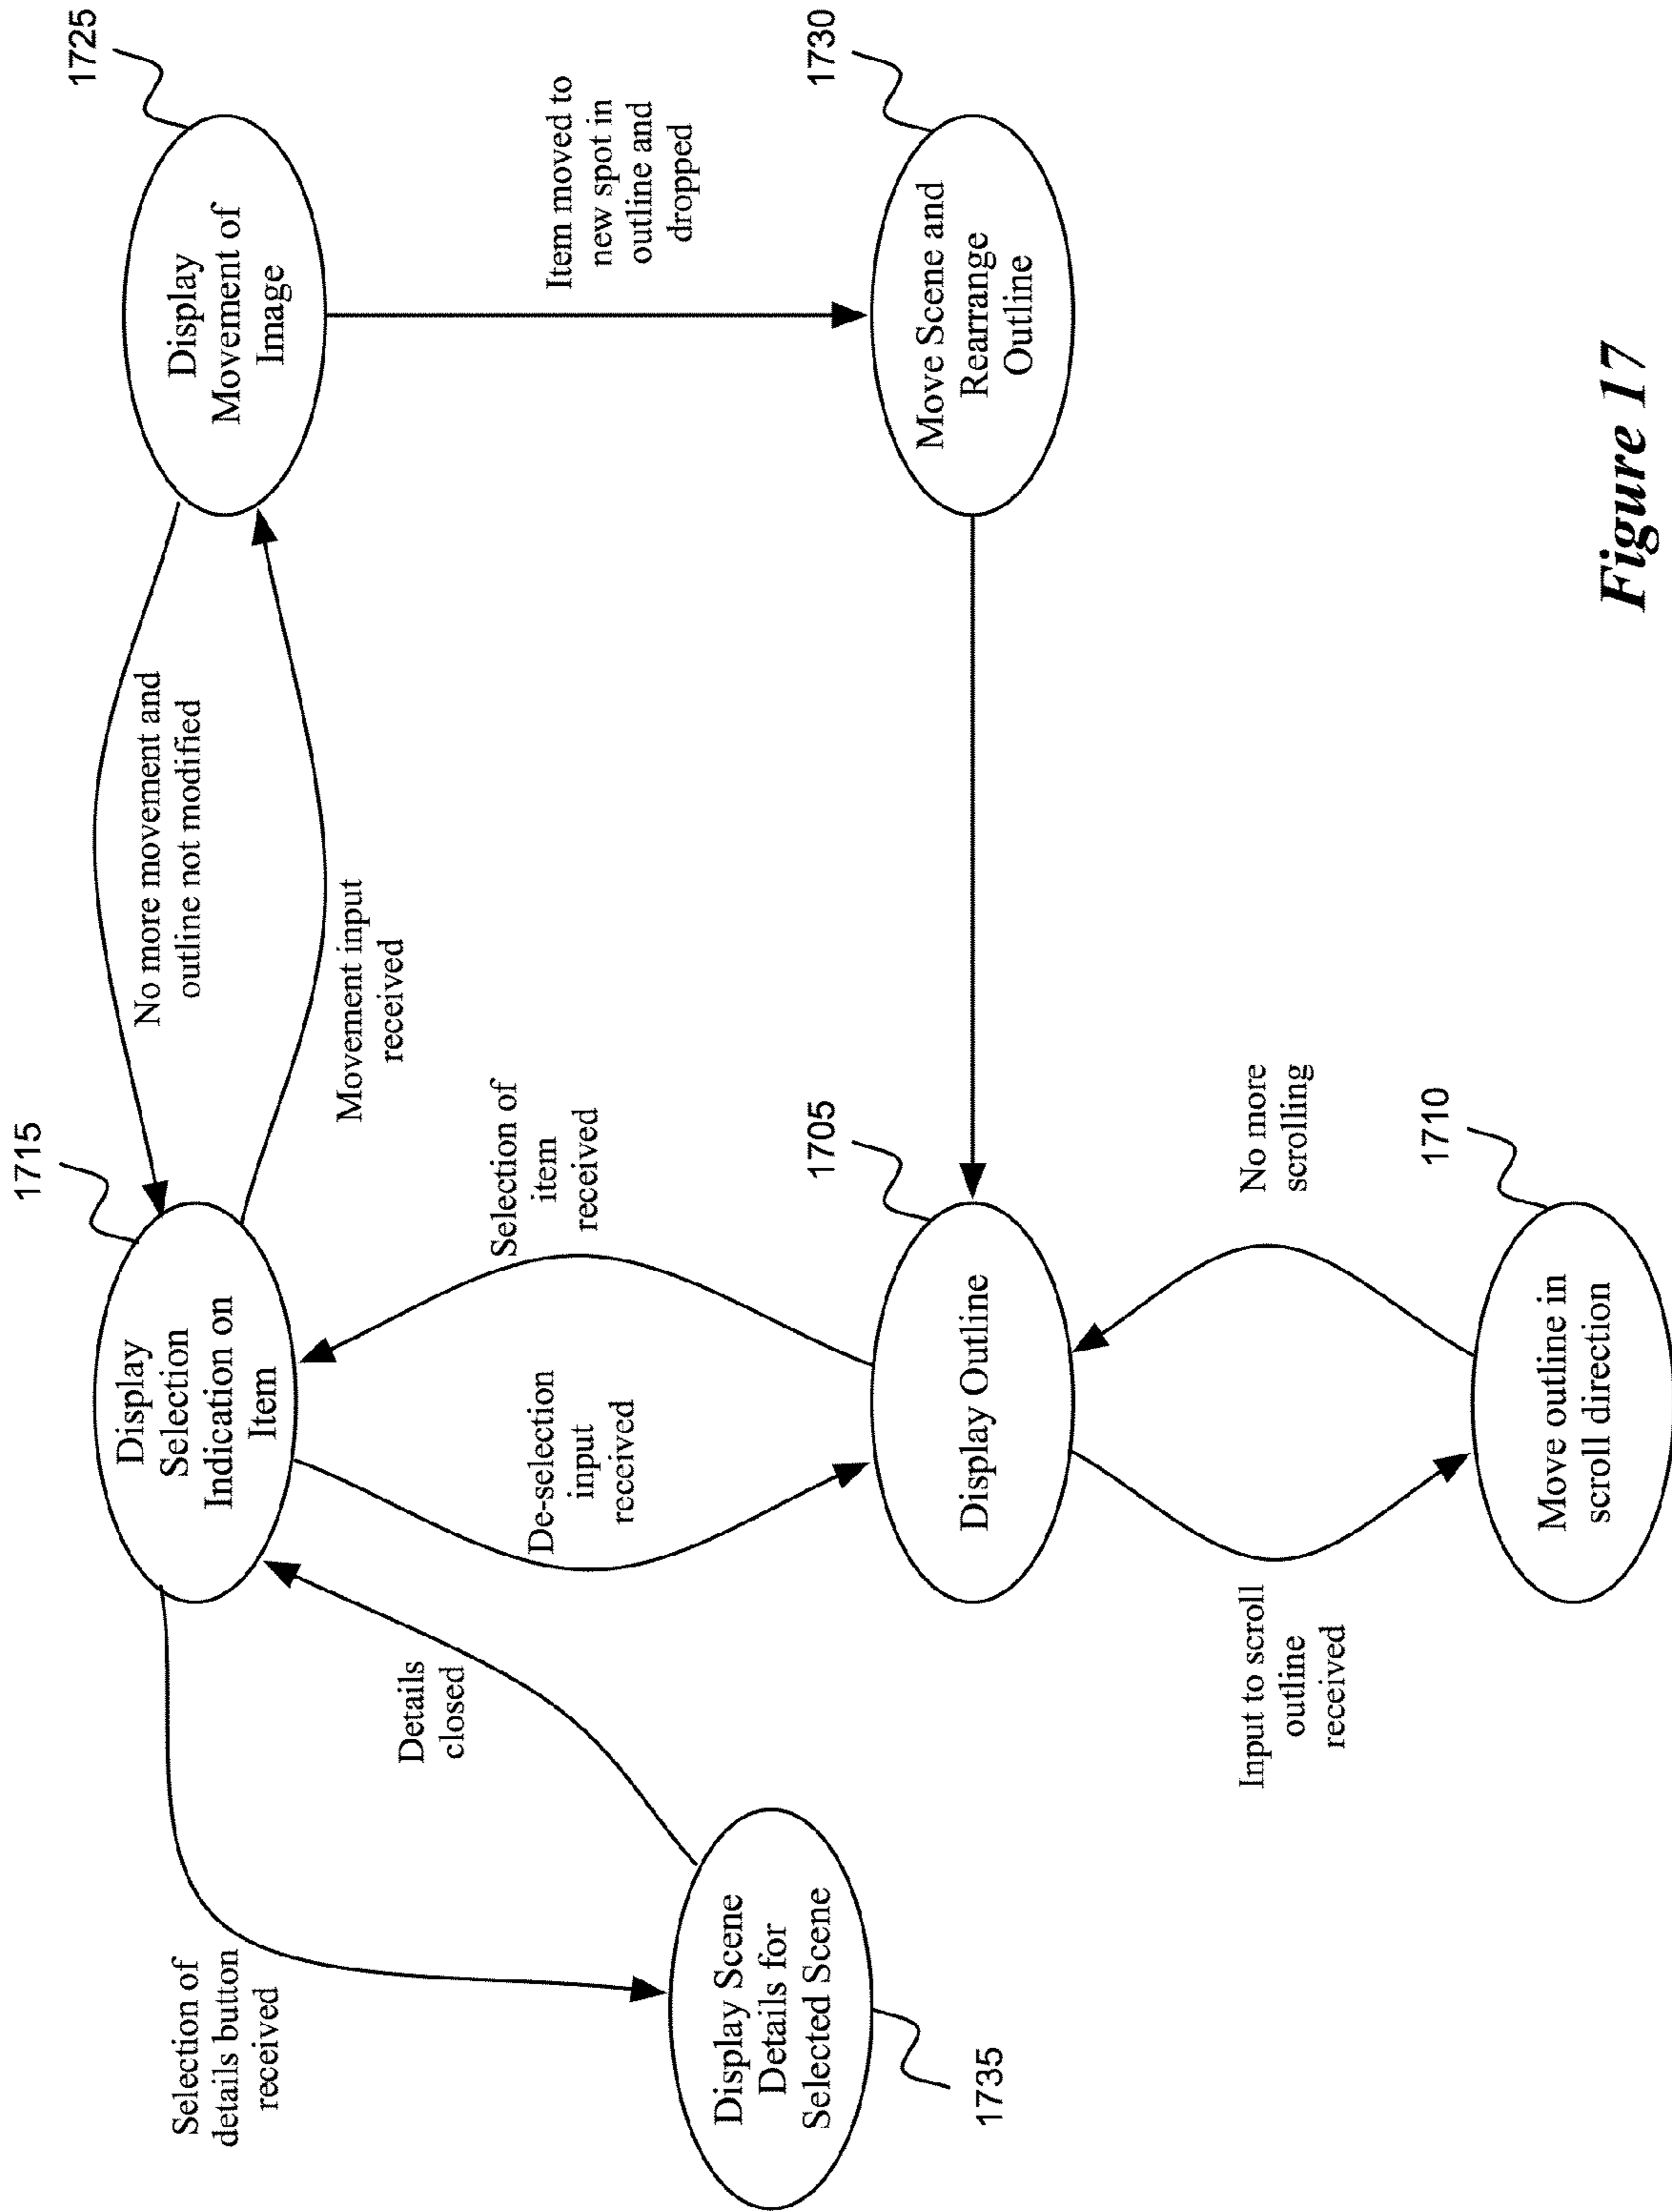 1715
1725
Display
Selection
Indication on
Item
Display
Movement of
Image
No more movement and
outline not modified
Movement input
received
Selection of
details button
received
Details
closed
De-selection
input
received
Selection of
item
received
Item moved to
new spot in
outline and
dropped
1705
1730
Display Scene
Details for
Selected Scene
1735
Display Outline
Move Scene and
Rearrange
Outline
Input to scroll
outline
received
No more
scrolling
1710
Move outline in
scroll direction
Figure 17